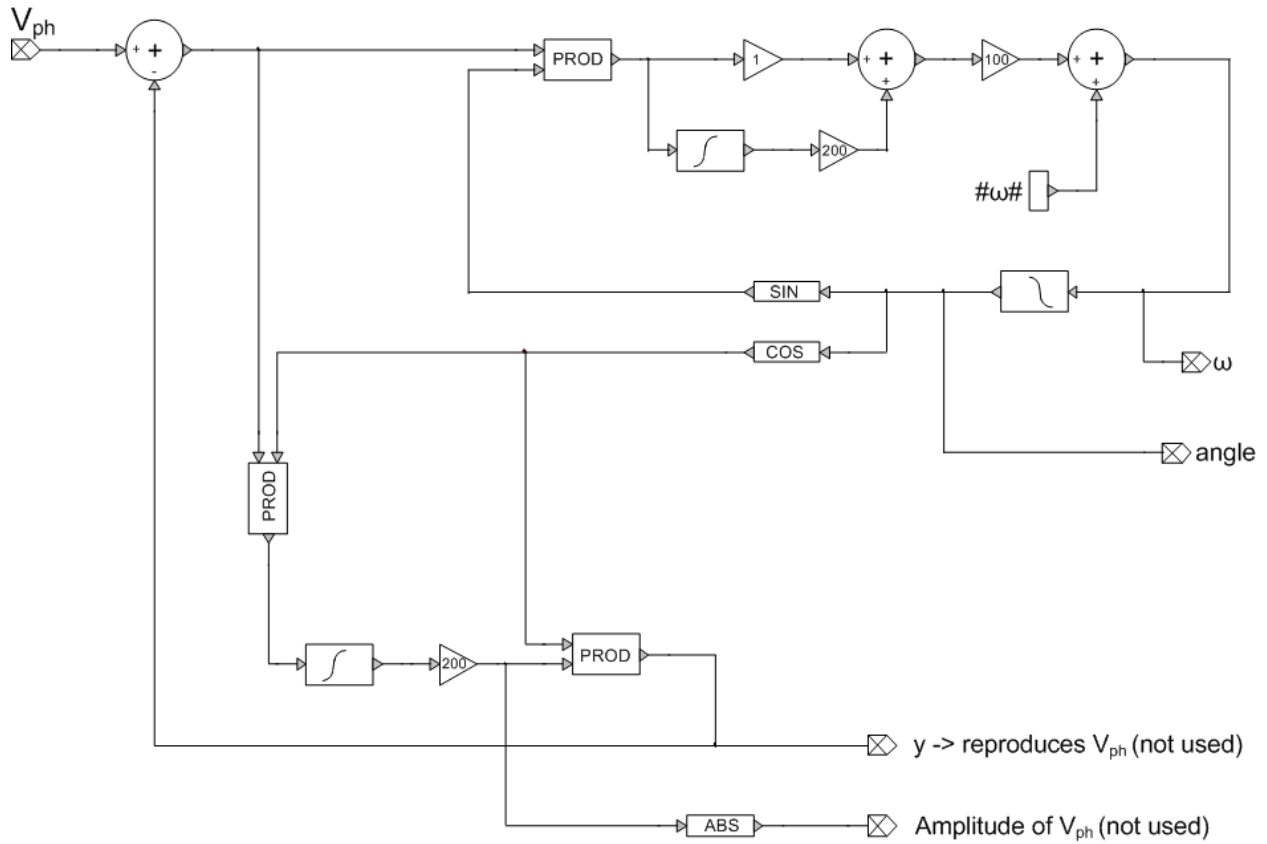 Vph
+ + -
PROD
1
+ + +
100
+ + +
200
#ω#
SIN
COS
ω
angle
PROD
200
PROD
y -> reproduces Vph (not used)
ABS
Amplitude of Vph (not used)